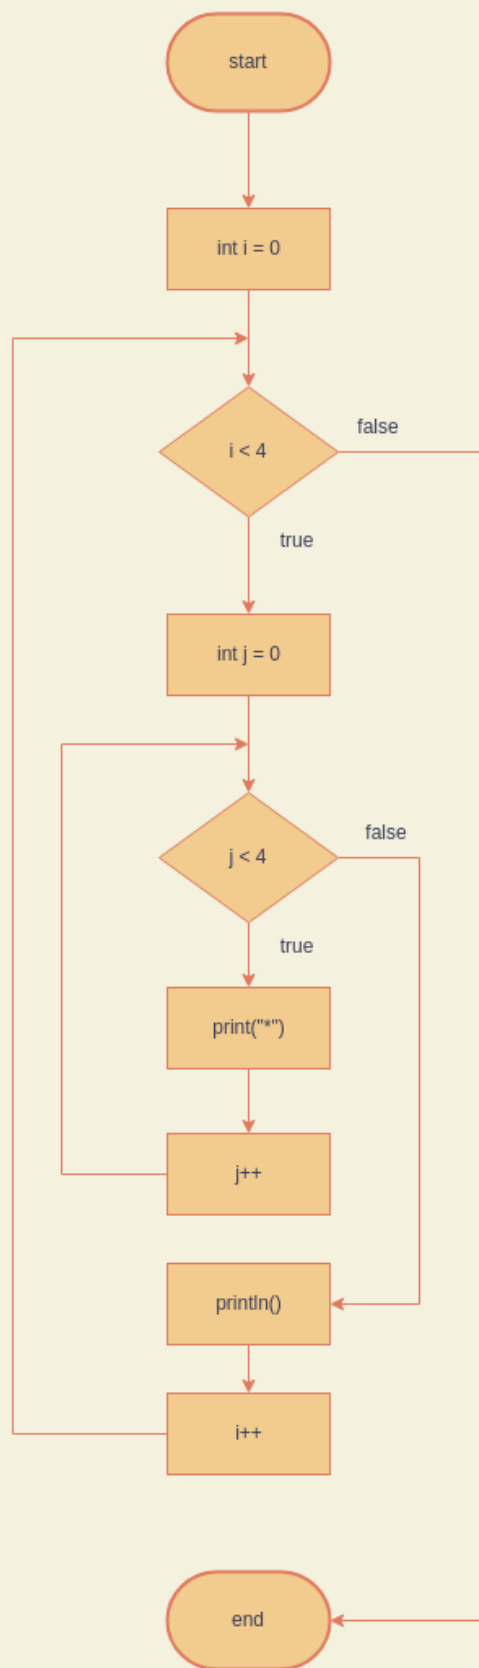 start
int i = 0
i < 4
false
true
int j = 0
j < 4
false
true
print("*")
j++
println()
i++
end